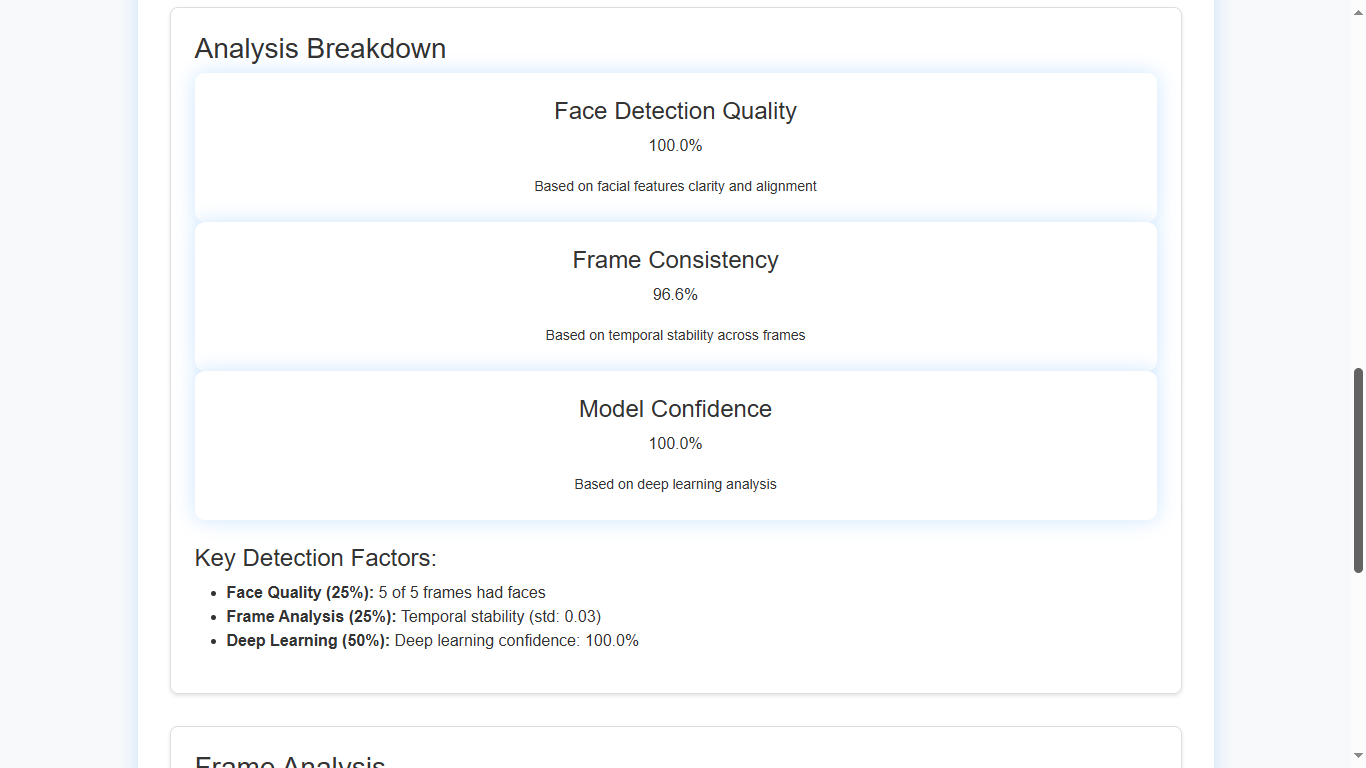 Analysis Breakdown
Face Detection Quality
100.0%
Based on facial features clarity and alignment
Frame Consistency
96.6%
Based on temporal stability across frames
Model Confidence
100.0%
Based on deep learning analysis
Key Detection Factors:
Face Quality (25%): 5 of 5 frames had faces
Frame Analysis (25%): Temporal stability (std: 0.03)
Deep Learning (50%): Deep learning confidence: 100.0%
Frame Analysis